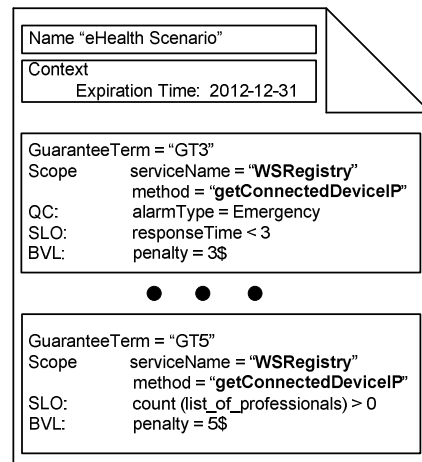 Name “eHealth Scenario”
Context
Expiration Time: 2012-12-31
GuaranteeTerm = “GT3”
Scope serviceName = “WSRegistry”
method = “getConnectedDeviceIP”
QC: alarmType = Emergency
SLO: responseTime < 3
BVL: penalty = 3$
GuaranteeTerm = “GT5”
Scope serviceName = “WSRegistry”
method = “getConnectedDeviceIP”
SLO: count (list_of_professionals) > 0
BVL: penalty = 5$